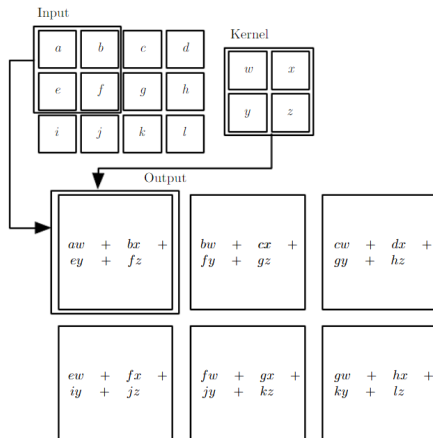 Input
Kernel
a b c d
w x
e f g h
y z
i j k l
Output
aw + bx +
ey + fz
bw + cx +
fy + gz
cw + dx +
gy + hz
ew + fx +
iy + jz
fw + gx +
jy + kz
gw + hx +
ky + lz